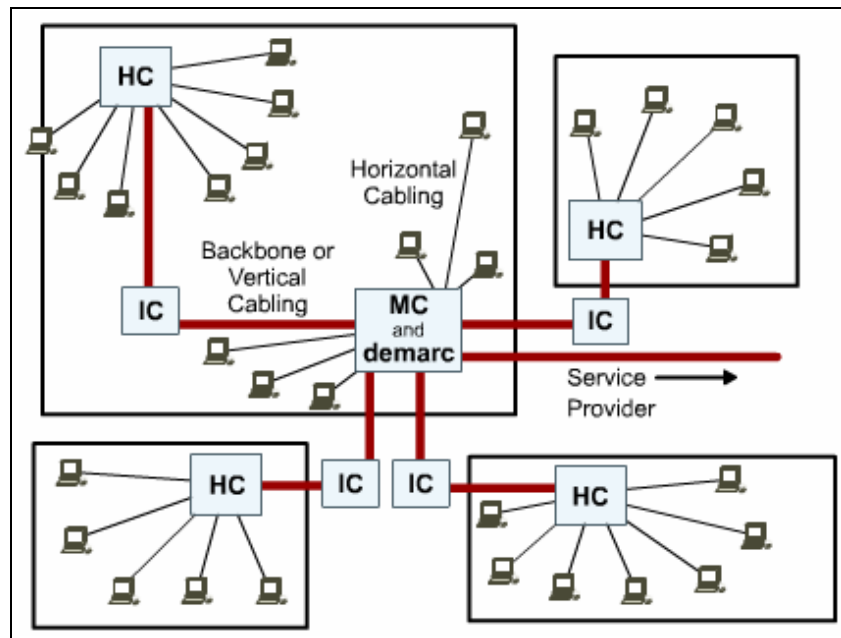 HC
Horizontal
Cabling
HC
Backbone or
Vertical
Cabling
IC
MC
and
demarc
IC
Service
Provider
HC
IC
IC
HC